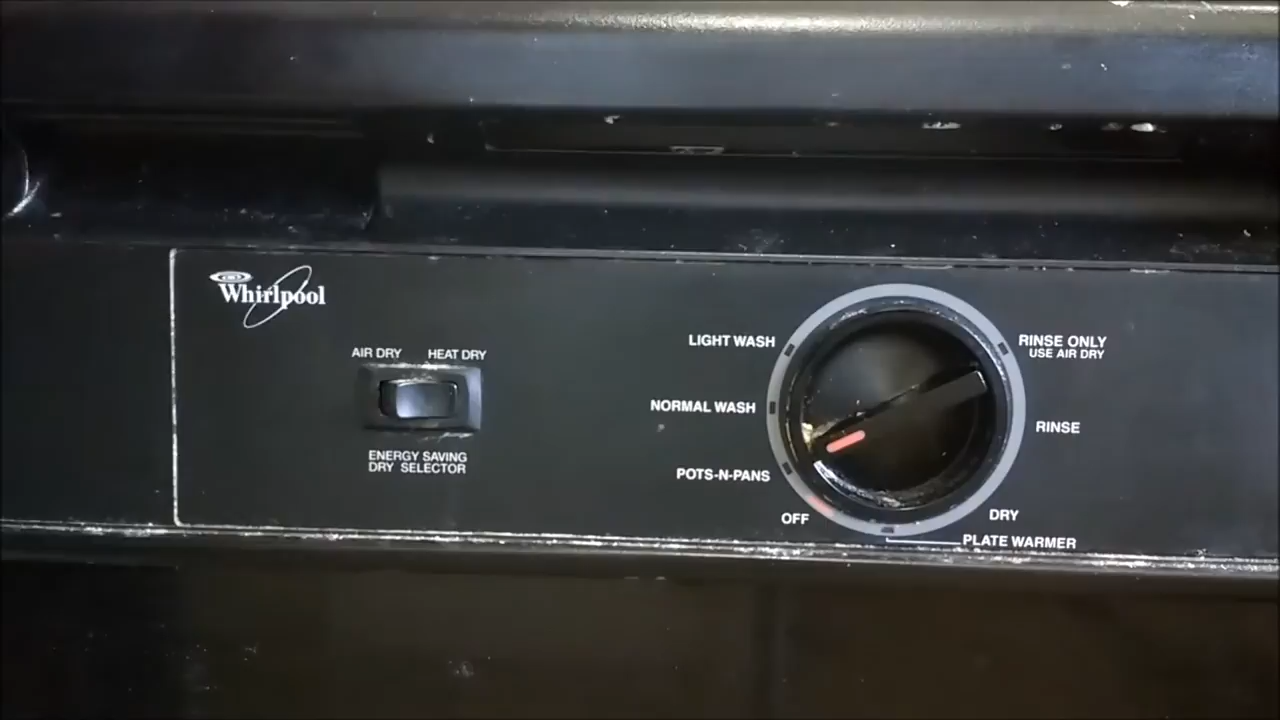 Whirlpool
AIR DRY HEAT DRY
ENERGY SAVING
DRY SELECTOR
LIGHT WASH
NORMAL WASH
POTS-N-PANS
OFF
RINSE ONLY
USE AIR DRY
RINSE
DRY
PLATE WARMER